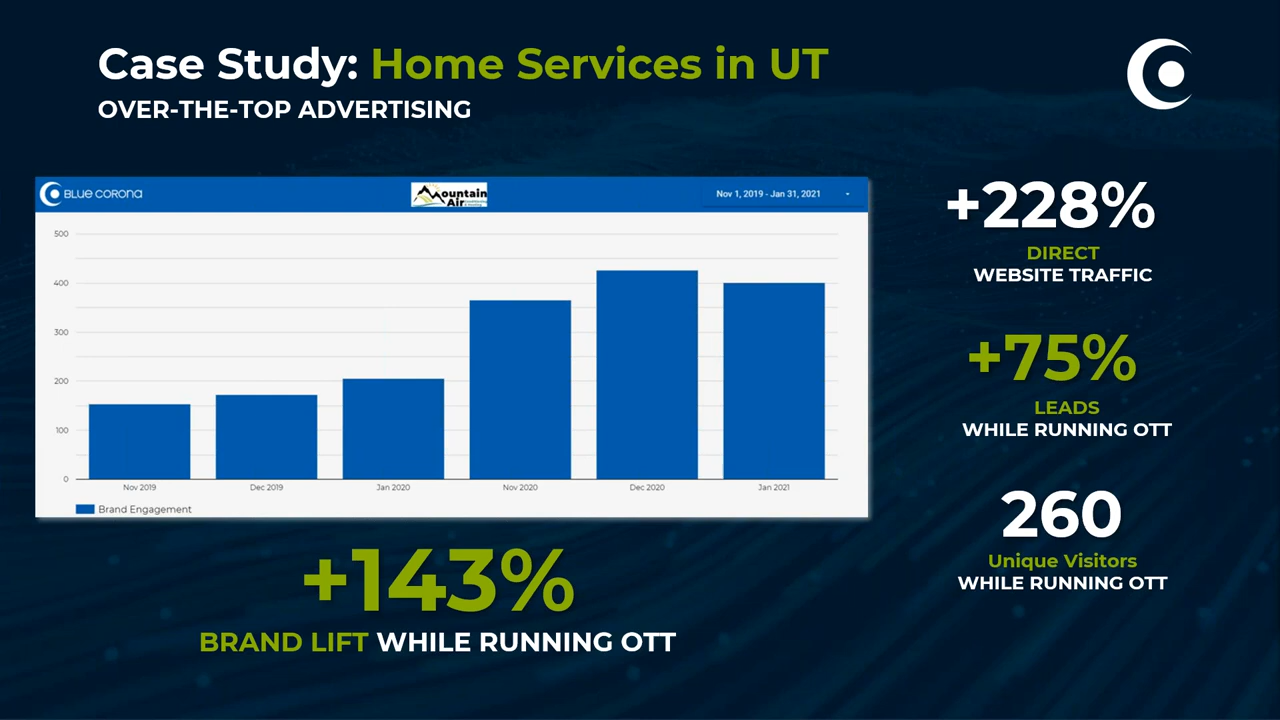 Case Study: Home Services in UT
OVER-THE-TOP ADVERTISING
BLUE CORONA
Mountain
Air
Nov 1, 2019 - Jan 31, 2021
500
400
300
200
100
0
Nov 2019
Dec 2019
Jan 2020
Nov 2020
Dec 2020
Jan 2021
Brand Engagement
+143%
BRAND LIFT WHILE RUNNING OTT
+228%
DIRECT
WEBSITE TRAFFIC
+75%
LEADS
WHILE RUNNING OTT
260
Unique Visitors
WHILE RUNNING OTT